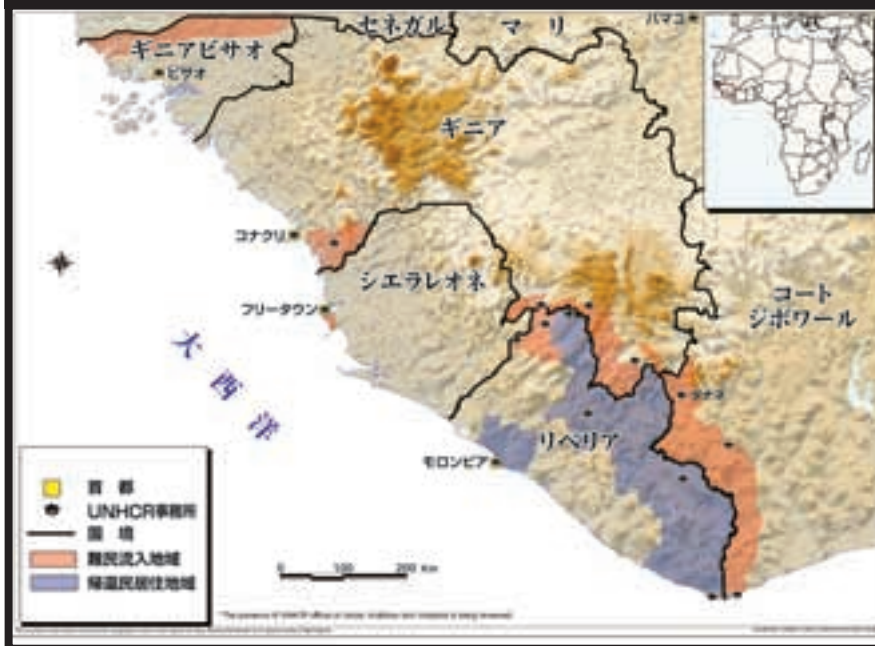 セネガル
マリ
バマコ
ギニアビサオ
ビサオ
ギニア
コナクリ
シエラレオネ
コート
ジボワール
フリータウン
大西洋
ダナネ
リベリア
モロンビア
首都
UNHCR事務所
国境
難民流入地域
帰還民居住地域
0 100 200 Km